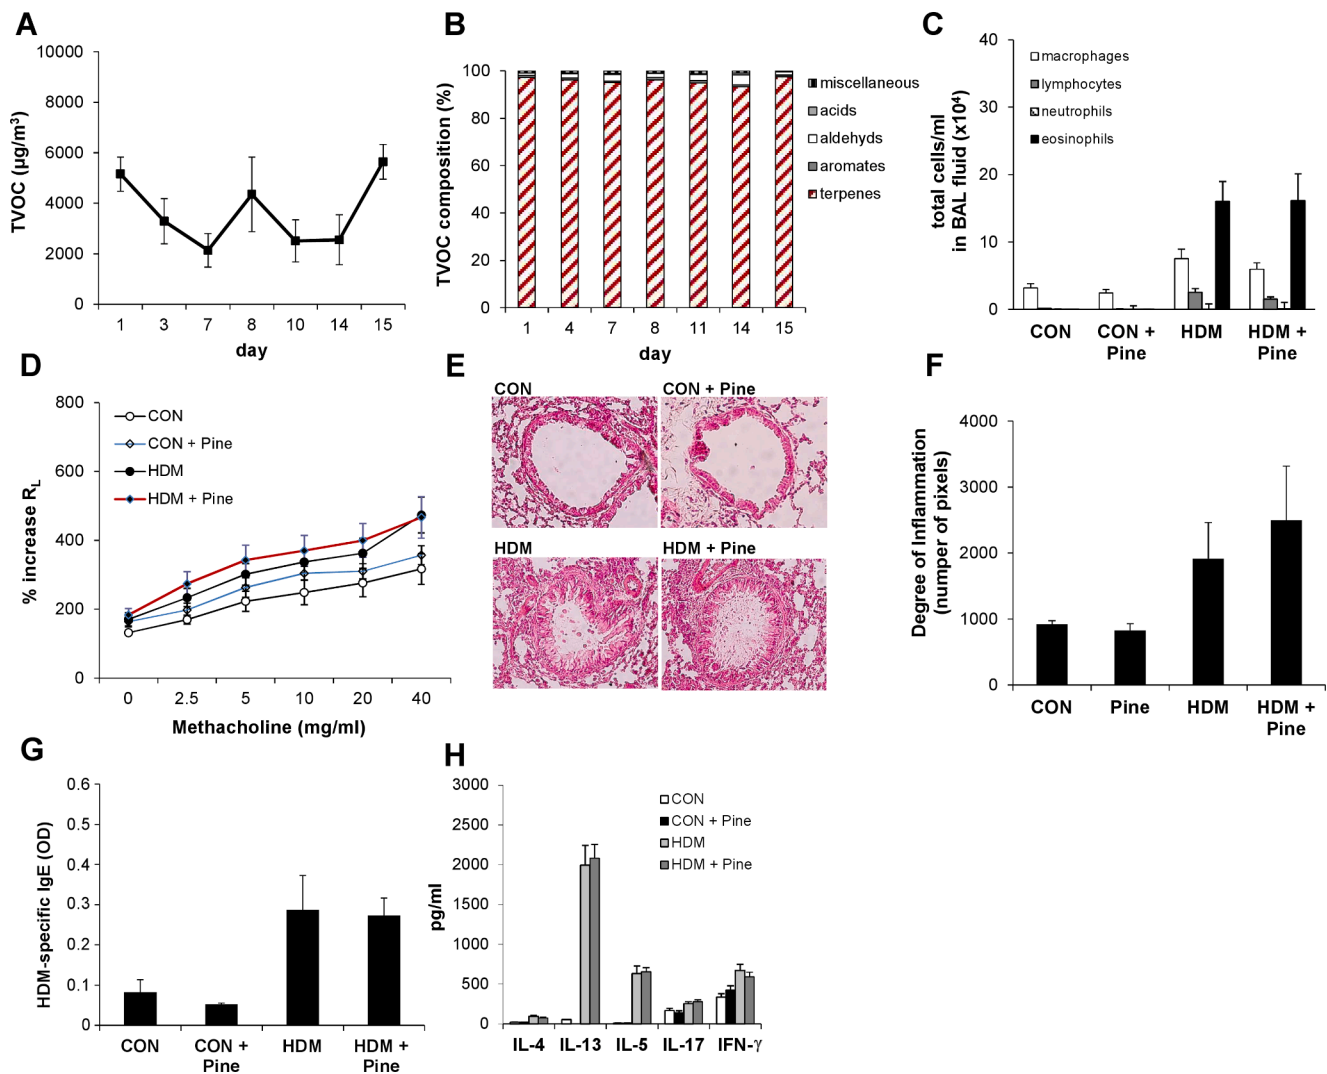 A
10000
8000
6000
4000
2000
0
TVOC (µg/m³)
1 3 7 8 10 14 15
day
B
100
80
60
40
20
0
TVOC composition (%)
1 4 7 8 11 14 15
day
miscellaneous
acids
aldehyds
aromates
terpenes
C
40
30
20
10
0
total cells/ml
in BAL fluid (x10⁴)
macrophages
lymphocytes
neutrophils
eosinophils
CON CON + HDM HDM +
Pine Pine
D
800
600
400
200
0
% increase R_L
CON
CON + Pine
HDM
HDM + Pine
0 2.5 5 10 20 40
Methacholine (mg/ml)
E
CON CON + Pine
HDM HDM + Pine
F
4000
3000
2000
1000
0
Degree of Inflammation
(numper of pixels)
CON Pine HDM HDM +
Pine
G
0.6
0.5
0.4
0.3
0.2
0.1
0
HDM-specific IgE (OD)
CON CON + HDM HDM +
Pine Pine
H
3000
2500
2000
1500
1000
500
0
pg/ml
CON
CON + Pine
HDM
HDM + Pine
IL-4 IL-13 IL-5 IL-17 IFN-γ